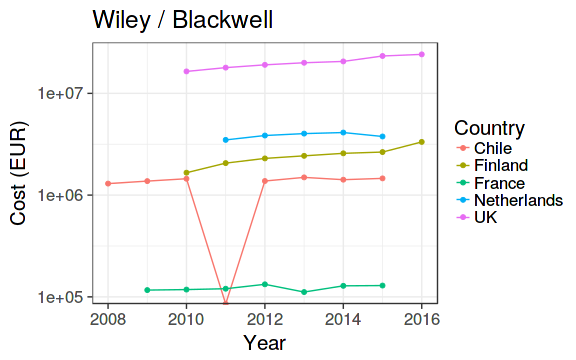 Wiley / Blackwell
Cost (EUR)
1e+07
1e+06
1e+05
2008 2010 2012 2014 2016
Year
Country
Chile
Finland
France
Netherlands
UK